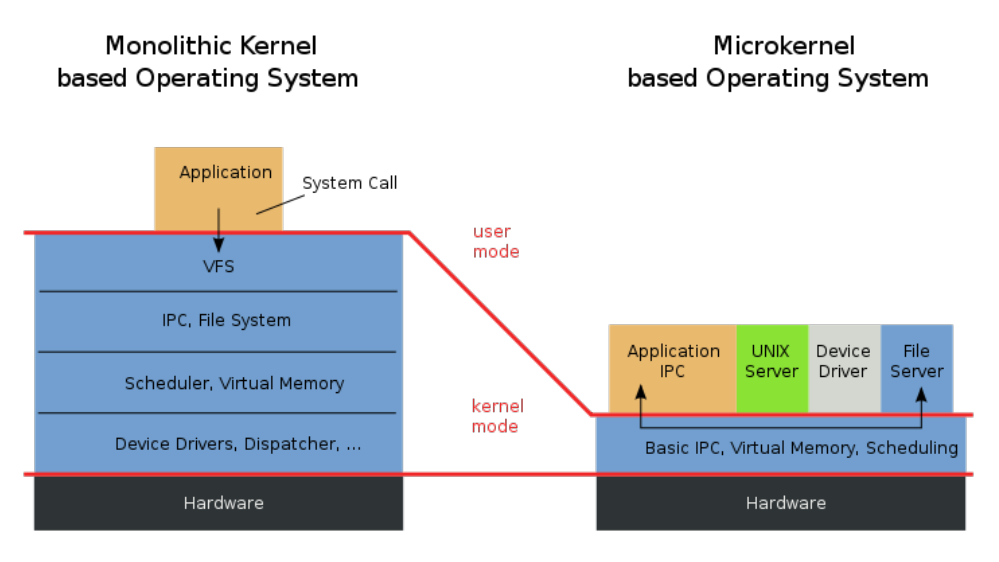 Monolithic Kernel
based Operating System
Microkernel
based Operating System
Application
System Call
VFS
IPC, File System
Scheduler, Virtual Memory
Device Drivers, Dispatcher, ...
Hardware
user
mode
kernel
mode
Application
IPC
UNIX
Server
Device
Driver
File
Server
Basic IPC, Virtual Memory, Scheduling
Hardware